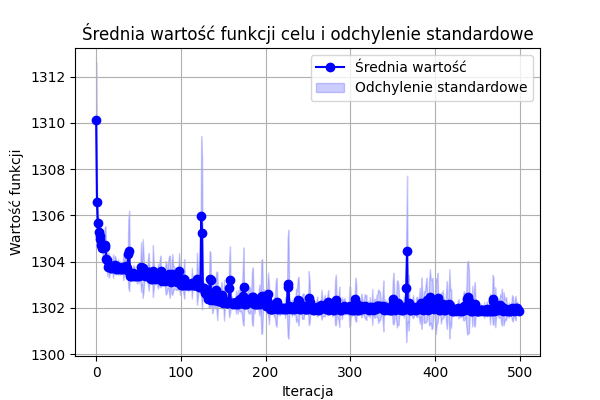 Średnia wartość funkcji celu i odchylenie standardowe
Średnia wartość
Odchylenie standardowe
Wartość funkcji
1312
1310
1308
1306
1304
1302
1300
0 100 200 300 400 500
Iteracja